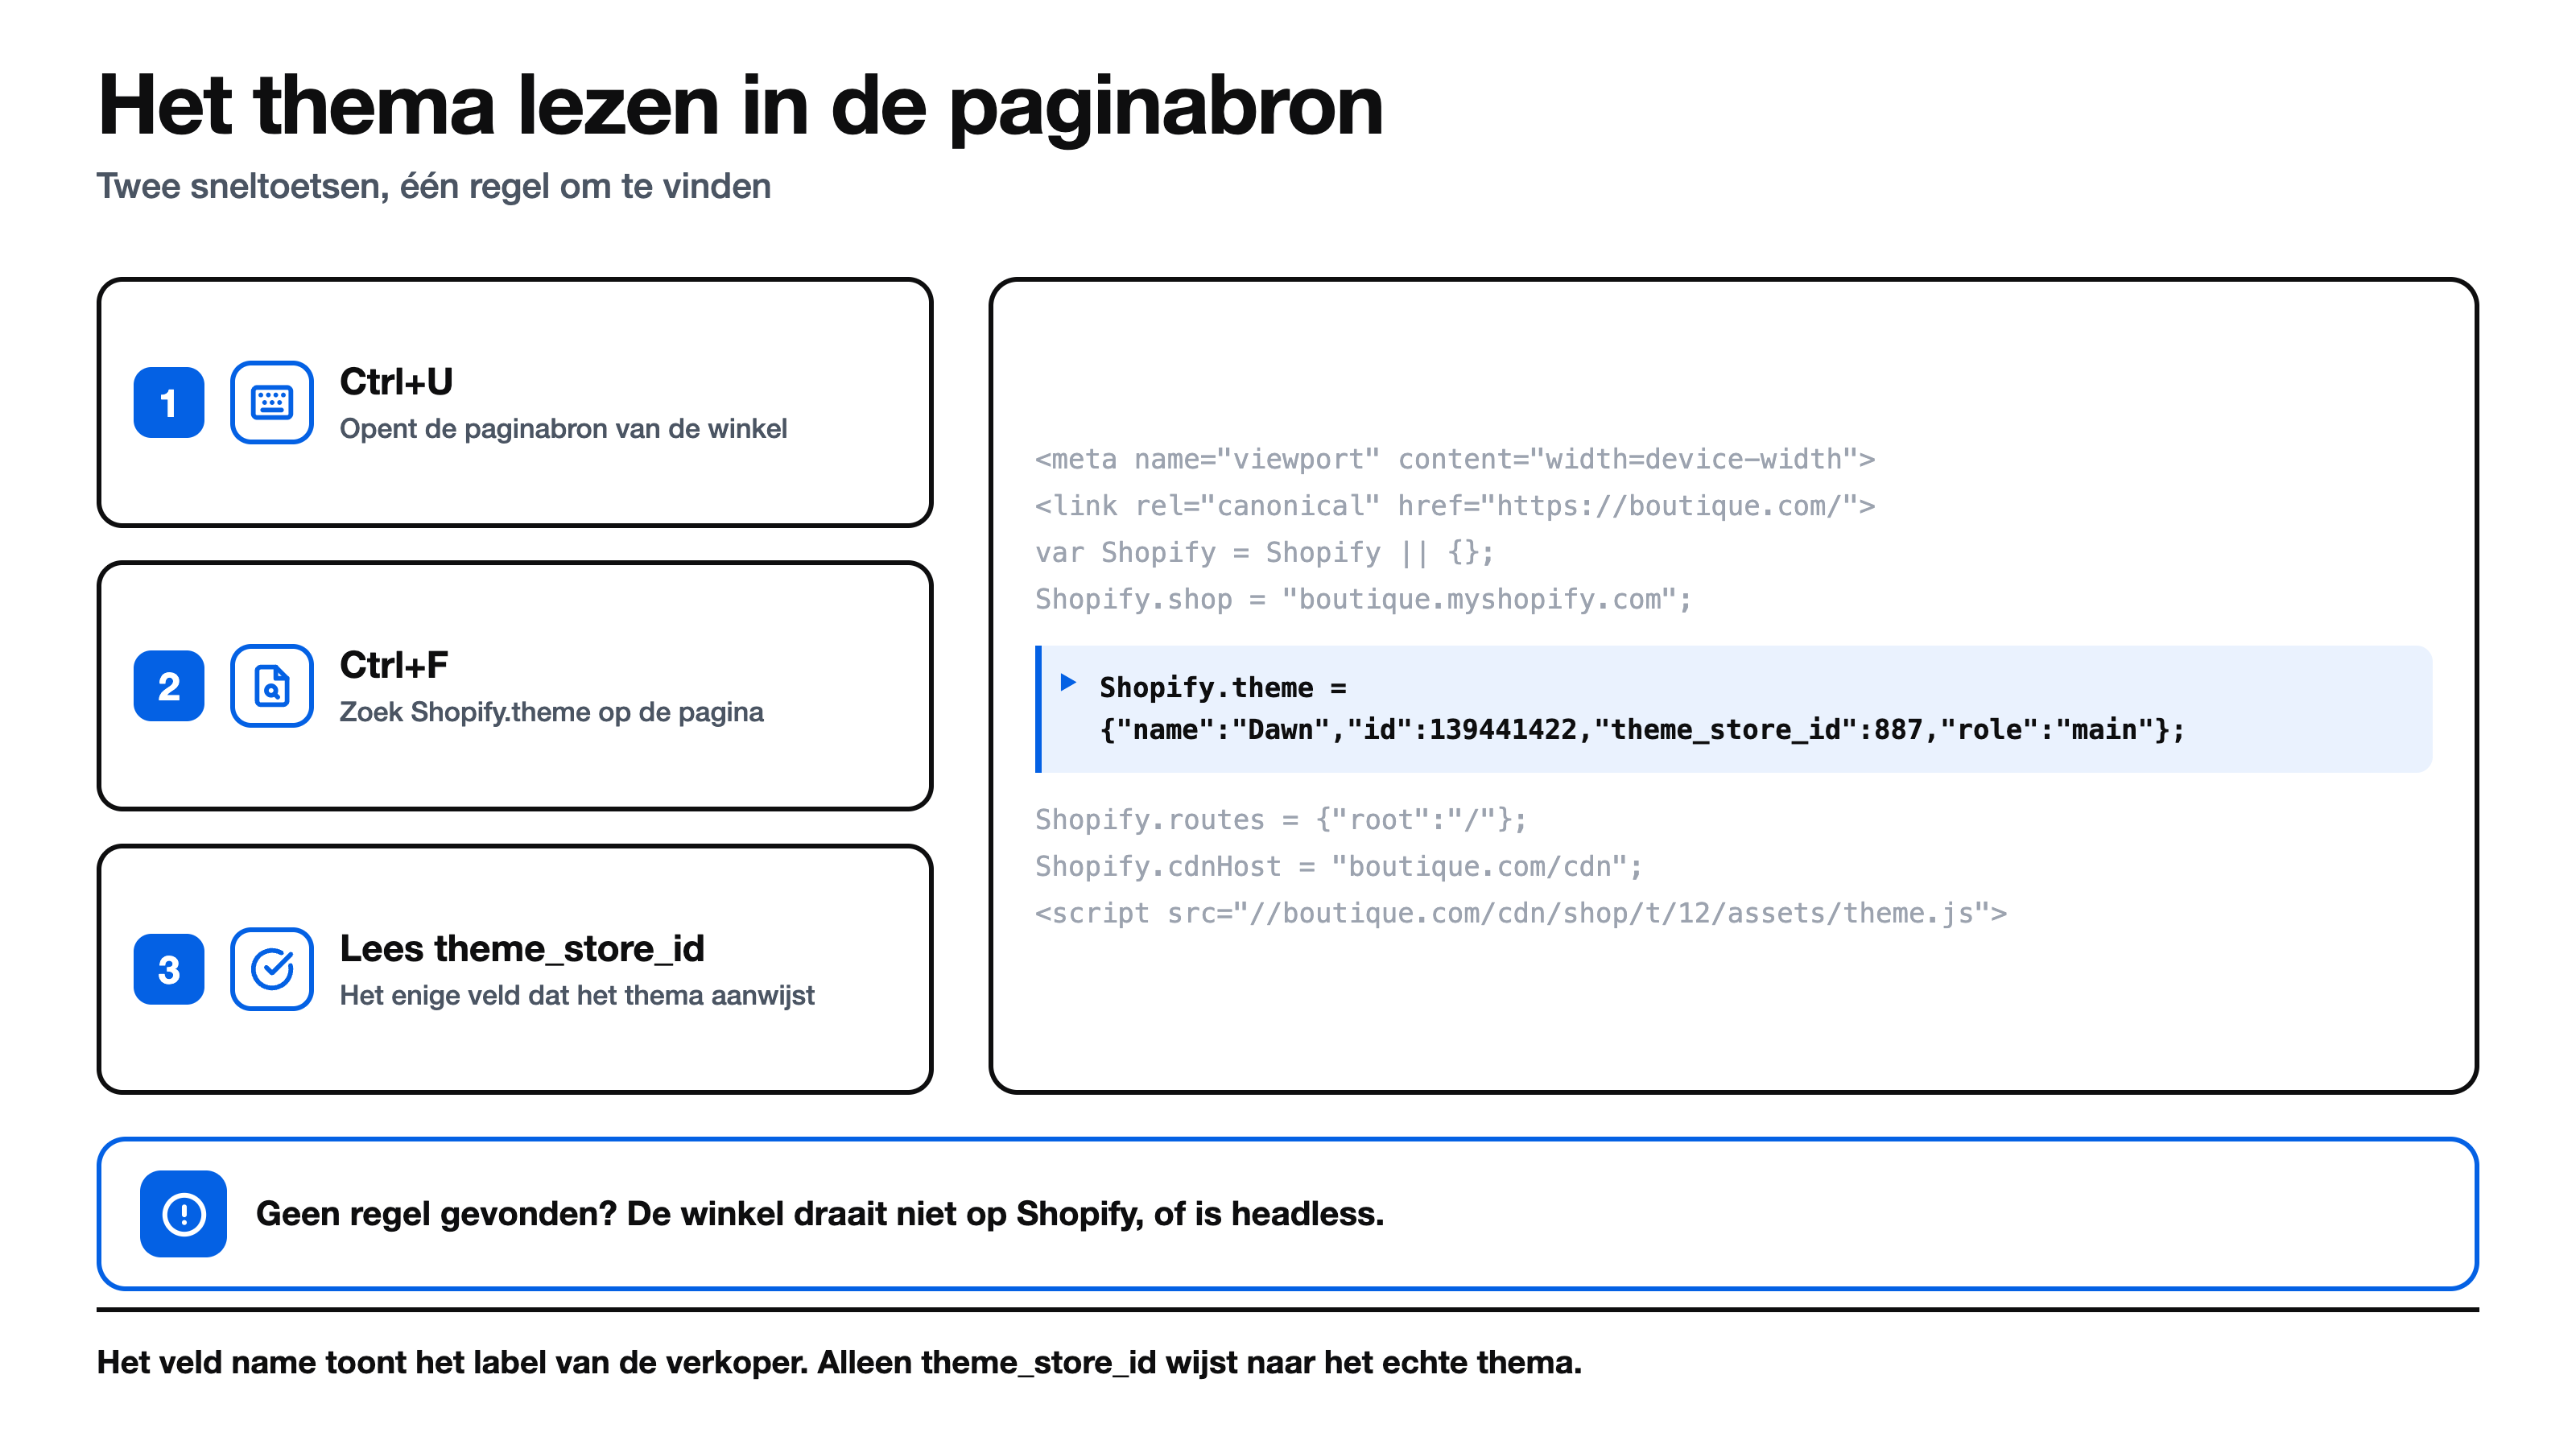 Het thema lezen in de paginabron
Twee sneltoetsen, één regel om te vinden
1
Ctrl+U
Opent de paginabron van de winkel
2
Ctrl+F
Zoek Shopify.theme op de pagina
3
Lees theme_store_id
Het enige veld dat het thema aanwijst
<meta name="viewport" content="width=device-width">
<link rel="canonical" href="https://boutique.com/">
var Shopify = Shopify || {};
Shopify.shop = "boutique.myshopify.com";
Shopify.theme =
{"name":"Dawn","id":139441422,"theme_store_id":887,"role":"main"};
Shopify.routes = {"root":"/"};
Shopify.cdnHost = "boutique.com/cdn";
<script src="//boutique.com/cdn/shop/t/12/assets/theme.js">
Geen regel gevonden? De winkel draait niet op Shopify, of is headless.
Het veld name toont het label van de verkoper. Alleen theme_store_id wijst naar het echte thema.